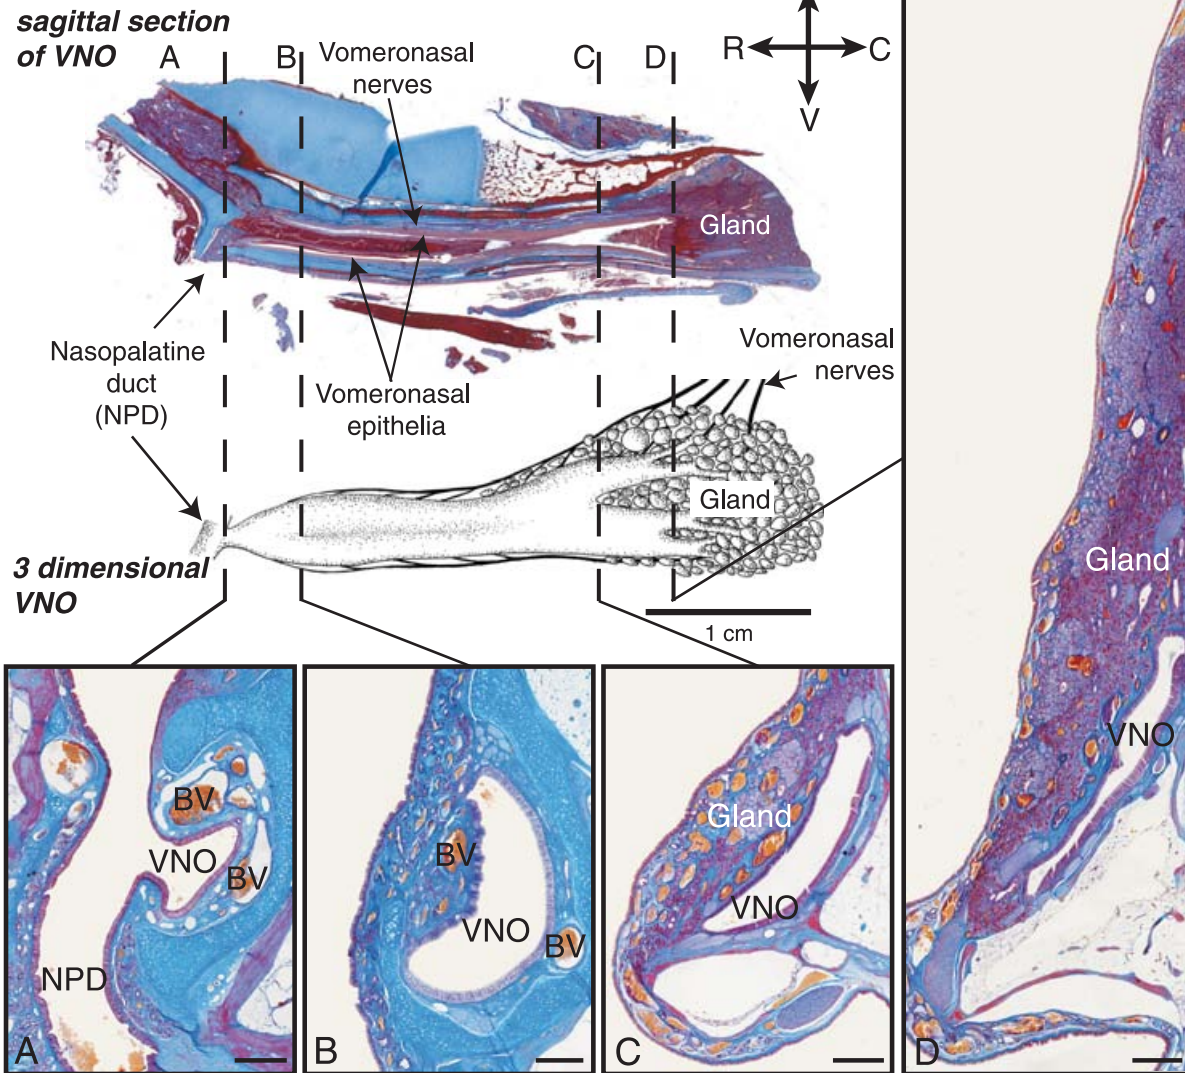 sagittal section
of VNO
A
B
C
D
R
C
V
Vomeronasal
nerves
Gland
Nasopalatine
duct
(NPD)
Vomeronasal
epithelia
Vomeronasal
nerves
Gland
3 dimensional
VNO
1 cm
BV
VNO
BV
NPD
A
BV
VNO
BV
B
Gland
VNO
C
Gland
VNO
D